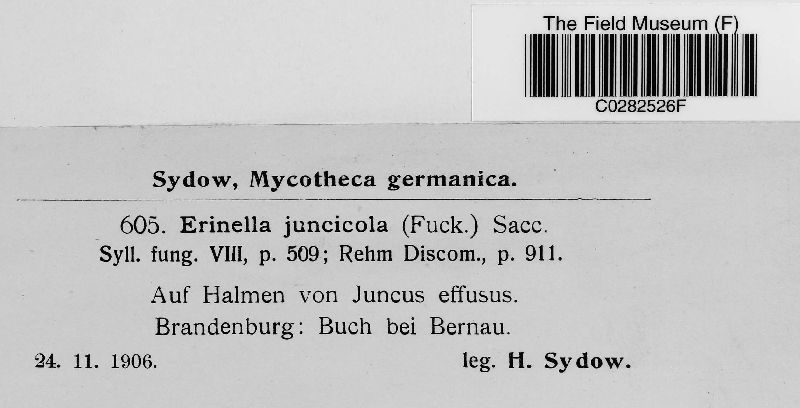 The Field Museum (F)
C0282526F
Sydow, Mycotheca germanica.
605. Erinella juncicola (Fuck.) Sacc.
Syll. fung. VIII, p. 509; Rehm Discom., p. 911.
Auf Halmen von Juncus effusus.
Brandenburg: Buch bei Bernau.
24. 11. 1906. leg. H. Sydow.